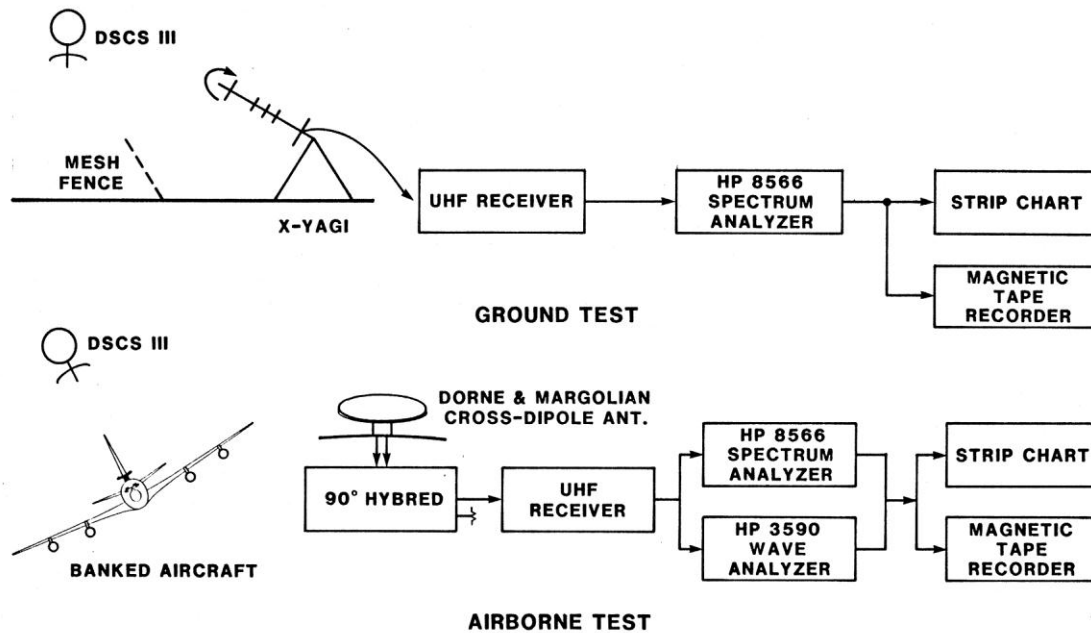 DSCS III
MESH
FENCE
X-YAGI
UHF RECEIVER
HP 8566
SPECTRUM
ANALYZER
STRIP CHART
MAGNETIC
TAPE
RECORDER
GROUND TEST
DSCS III
BANKED AIRCRAFT
DORNE & MARGOLIAN
CROSS-DIPOLE ANT.
90° HYBRED
UHF
RECEIVER
HP 8566
SPECTRUM
ANALYZER
HP 3590
WAVE
ANALYZER
STRIP CHART
MAGNETIC
TAPE
RECORDER
AIRBORNE TEST